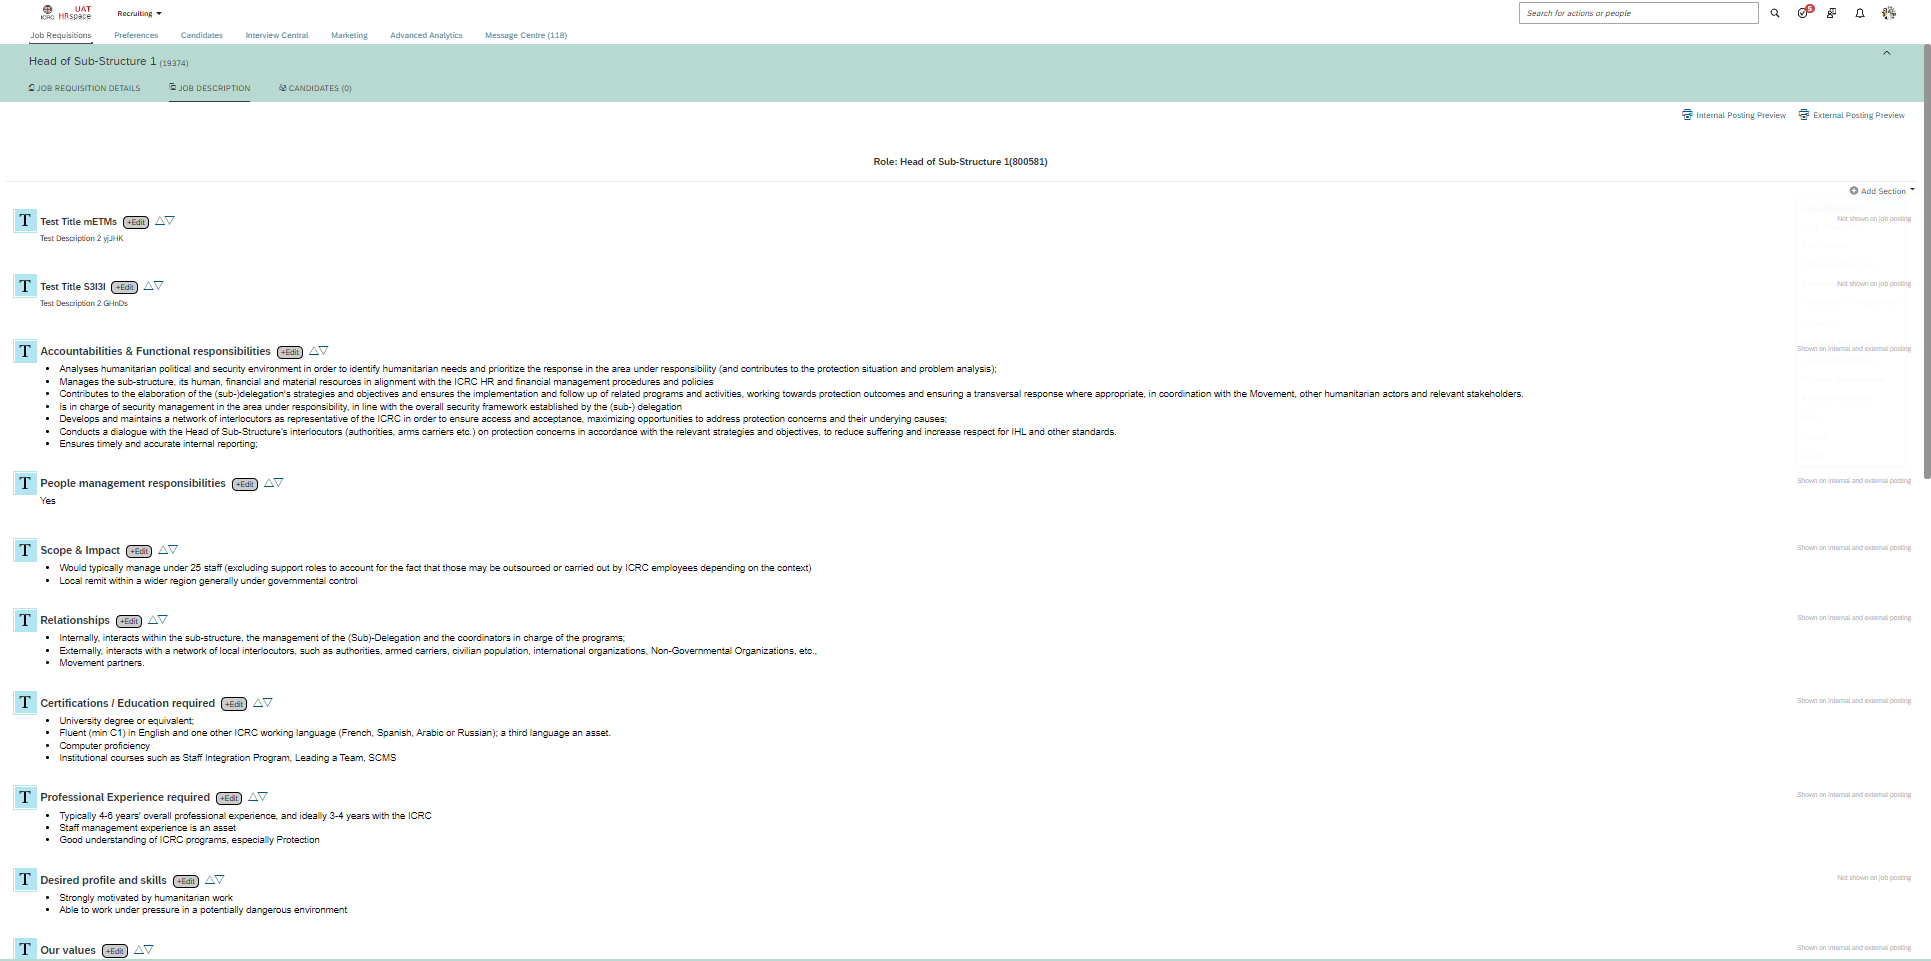 ICRC
UAT
HRspace
Recruiting
Search for actions or people
5
Job Requisitions
Preferences
Candidates
Interview Central
Marketing
Advanced Analytics
Message Centre (118)
Head of Sub-Structure 1 (19374)
JOB REQUISITION DETAILS
JOB DESCRIPTION
CANDIDATES (0)
Internal Posting Preview
External Posting Preview
Role: Head of Sub-Structure 1(800581)
Add Section
T Test Title mETMs +Edit
Not shown on job posting
Test Description 2 yjJHK
T Test Title S3I3I +Edit
Not shown on job posting
Test Description 2 GHnDs
T Accountabilities & Functional responsibilities +Edit
Shown on internal and external posting
• Analyses humanitarian political and security environment in order to identify humanitarian needs and prioritize the response in the area under responsibility (and contributes to the protection situation and problem analysis);
• Manages the sub-structure, its human, financial and material resources in alignment with the ICRC HR and financial management procedures and policies
• Contributes to the elaboration of the (sub-)delegation's strategies and objectives and ensures the implementation and follow up of related programs and activities, working towards protection outcomes and ensuring a transversal response where appropriate, in coordination with the Movement, other humanitarian actors and relevant stakeholders.
• Is in charge of security management in the area under responsibility, in line with the overall security framework established by the (sub-) delegation
• Develops and maintains a network of interlocutors as representative of the ICRC in order to ensure access and acceptance, maximizing opportunities to address protection concerns and their underlying causes;
• Conducts a dialogue with the Head of Sub-Structure's interlocutors (authorities, arms carriers etc.) on protection concerns in accordance with the relevant strategies and objectives, to reduce suffering and increase respect for IHL and other standards.
• Ensures timely and accurate internal reporting;
T People management responsibilities +Edit
Shown on internal and external posting
Yes
T Scope & Impact +Edit
Shown on internal and external posting
• Would typically manage under 25 staff (excluding support roles to account for the fact that those may be outsourced or carried out by ICRC employees depending on the context)
• Local remit within a wider region generally under governmental control
T Relationships +Edit
Shown on internal and external posting
• Internally, interacts within the sub-structure, the management of the (Sub)-Delegation and the coordinators in charge of the programs;
• Externally, interacts with a network of local interlocutors, such as authorities, armed carriers, civilian population, international organizations, Non-Governmental Organizations, etc.,
• Movement partners.
T Certifications / Education required +Edit
Shown on internal and external posting
• University degree or equivalent;
• Fluent (min C1) in English and one other ICRC working language (French, Spanish, Arabic or Russian); a third language an asset.
• Computer proficiency
• Institutional courses such as Staff Integration Program, Leading a Team, SCMS
T Professional Experience required +Edit
Shown on internal and external posting
• Typically 4-6 years' overall professional experience, and ideally 3-4 years with the ICRC
• Staff management experience is an asset
• Good understanding of ICRC programs, especially Protection
T Desired profile and skills +Edit
Not shown on job posting
• Strongly motivated by humanitarian work
• Able to work under pressure in a potentially dangerous environment
T Our values +Edit
Shown on internal and external posting